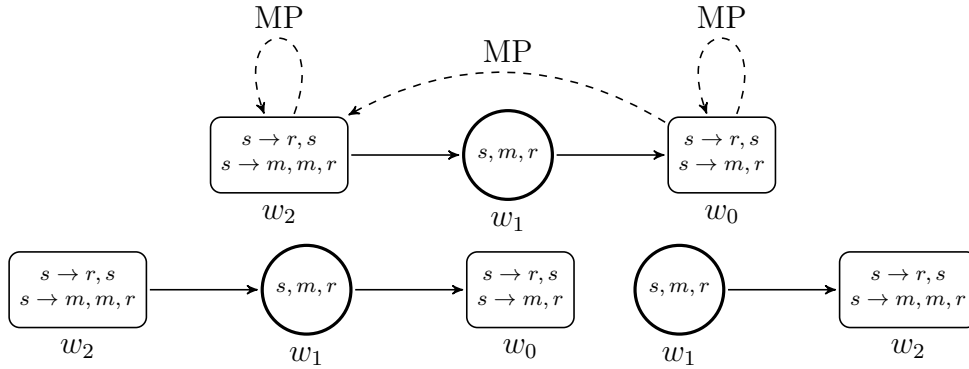 MP
MP
MP
s → r, s
s → m, m, r
w₂
s, m, r
w₁
s → r, s
s → m, r
w₀
s → r, s
s → m, m, r
w₂
s, m, r
w₁
s → r, s
s → m, r
w₀
s, m, r
w₁
s → r, s
s → m, m, r
w₂